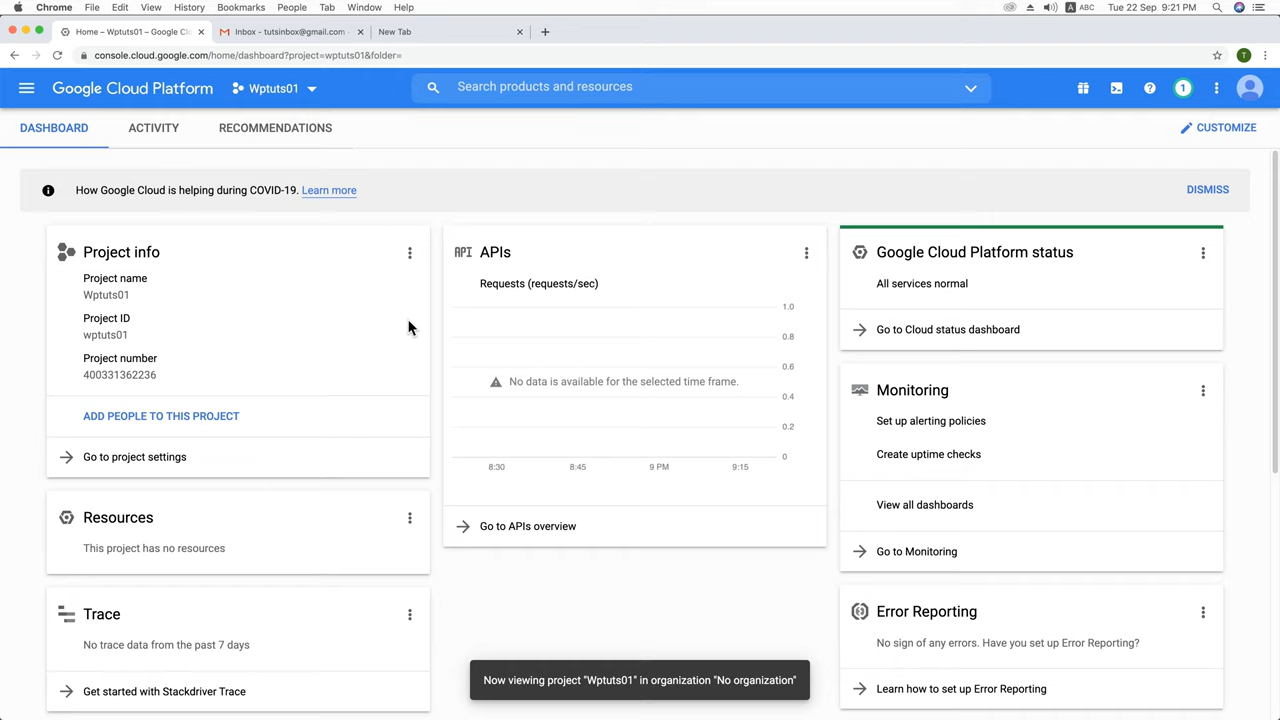 Chrome File Edit View History Bookmarks People Tab Window Help
A ABC Tue 22 Sep 9:21 PM
Home – Wptuts01 – Google Clo
Inbox - tutsinbox@gmail.com -
New Tab
console.cloud.google.com/home/dashboard?project=wptuts01&folder=
T
Google Cloud Platform
Wptuts01
Search products and resources
1
DASHBOARD
ACTIVITY
RECOMMENDATIONS
CUSTOMIZE
How Google Cloud is helping during COVID-19. Learn more
DISMISS
Project info
Project name
Wptuts01
Project ID
wptuts01
Project number
400331362236
ADD PEOPLE TO THIS PROJECT
Go to project settings
Resources
This project has no resources
Trace
No trace data from the past 7 days
Get started with Stackdriver Trace
API APIs
Requests (requests/sec)
1.0
0.8
0.6
No data is available for the selected time frame.
0.4
0.2
0
8:30 8:45 9 PM 9:15
Go to APIs overview
Google Cloud Platform status
All services normal
Go to Cloud status dashboard
Monitoring
Set up alerting policies
Create uptime checks
View all dashboards
Go to Monitoring
Error Reporting
No sign of any errors. Have you set up Error Reporting?
Learn how to set up Error Reporting
Now viewing project "Wptuts01" in organization "No organization"